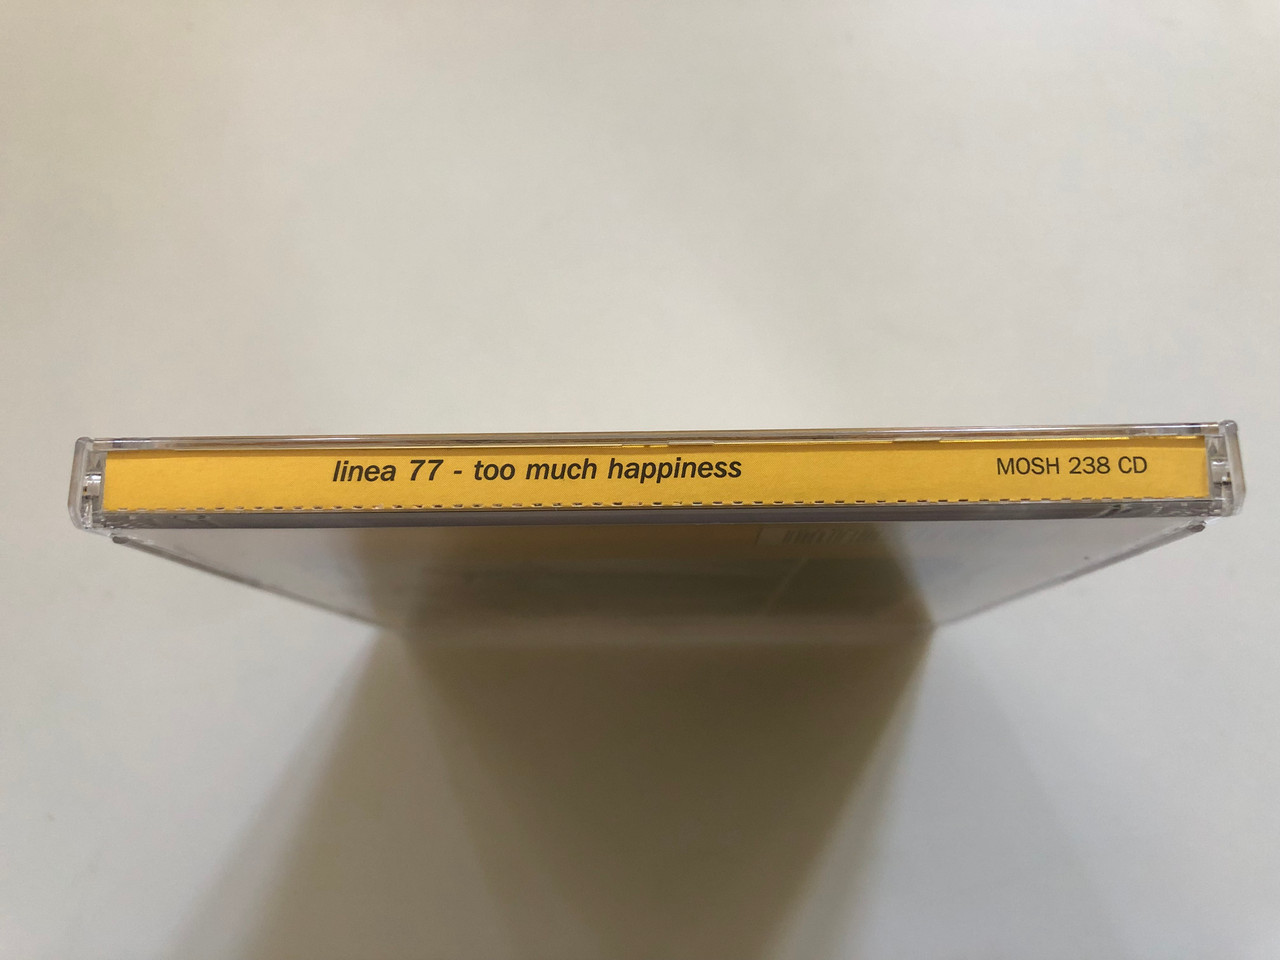 linea 77 - too much happiness
MOSH 238 CD